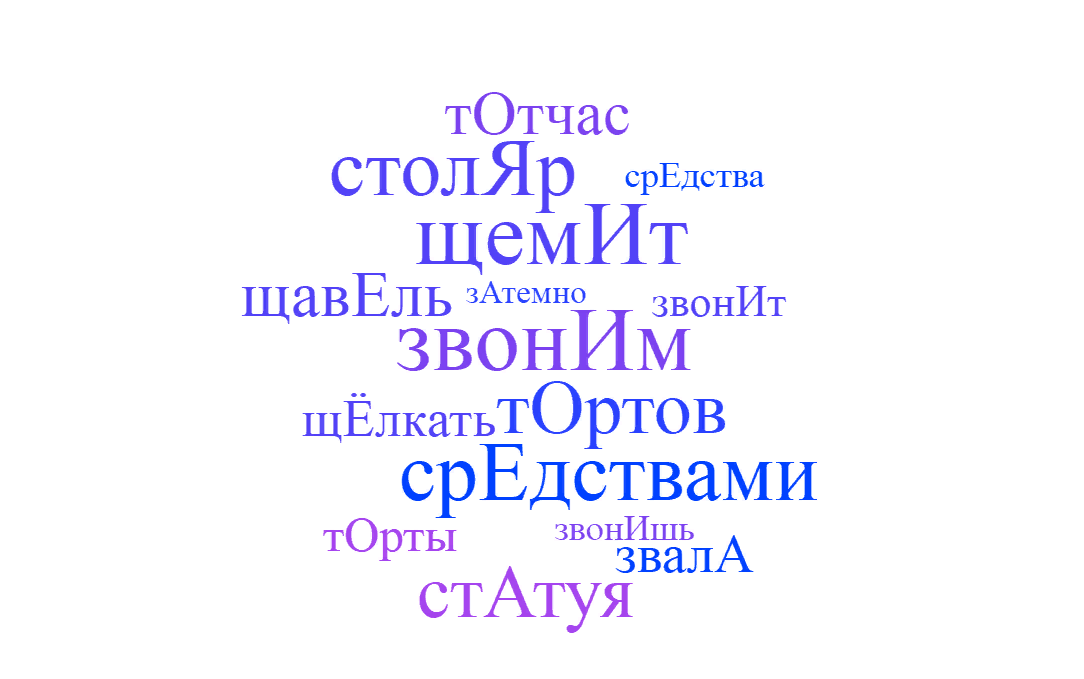 тОтчас
столЯр срЕдства
щемИт
щавЕль зАтемно звонИт
звонИм
щЁлкать тОртов
срЕдствами
тОрты звонИшь
звалА
стАтуя